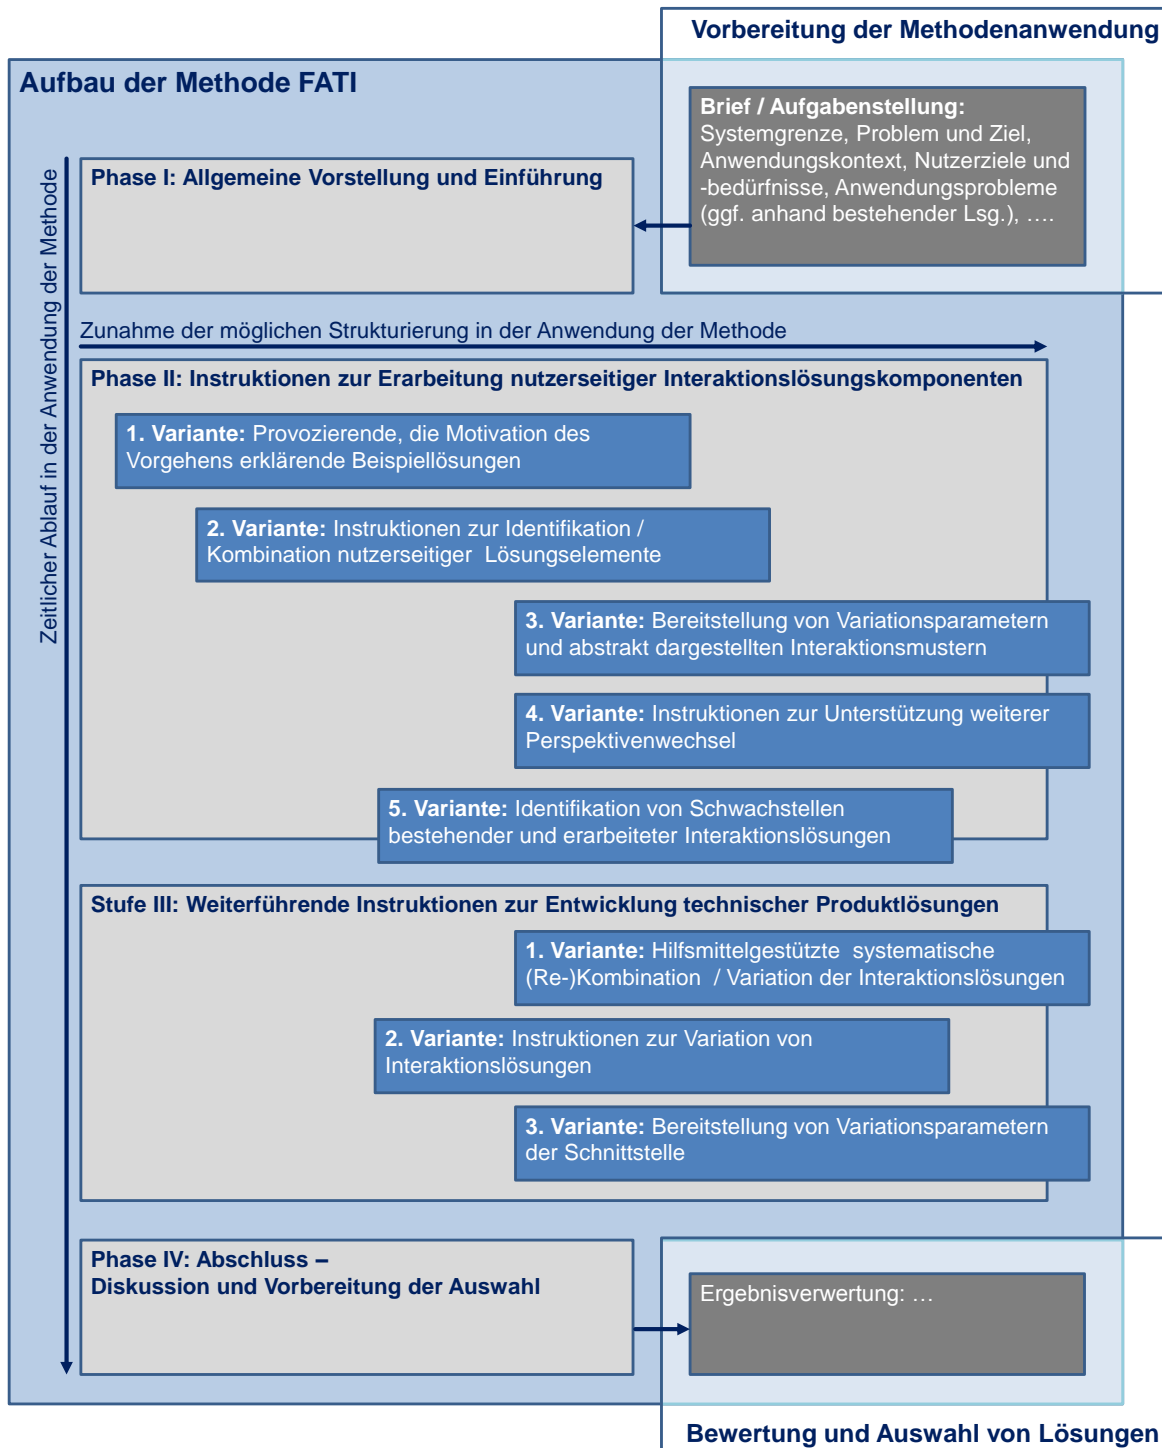 Vorbereitung der Methodenanwendung
Aufbau der Methode FATI
Brief / Aufgabenstellung:
Systemgrenze, Problem und Ziel,
Anwendungskontext, Nutzerziele und
-bedürfnisse, Anwendungsprobleme
(ggf. anhand bestehender Lsg.), ….
Zeitlicher Ablauf in der Anwendung der Methode
Phase I: Allgemeine Vorstellung und Einführung
Zunahme der möglichen Strukturierung in der Anwendung der Methode
Phase II: Instruktionen zur Erarbeitung nutzerseitiger Interaktionslösungskomponenten
1. Variante: Provozierende, die Motivation des
Vorgehens erklärende Beispiellösungen
2. Variante: Instruktionen zur Identifikation /
Kombination nutzerseitiger  Lösungselemente
3. Variante: Bereitstellung von Variationsparametern
und abstrakt dargestellten Interaktionsmustern
4. Variante: Instruktionen zur Unterstützung weiterer
Perspektivenwechsel
5. Variante: Identifikation von Schwachstellen
bestehender und erarbeiteter Interaktionslösungen
Stufe III: Weiterführende Instruktionen zur Entwicklung technischer Produktlösungen
1. Variante: Hilfsmittelgestützte  systematische
(Re-)Kombination  / Variation der Interaktionslösungen
2. Variante: Instruktionen zur Variation von
Interaktionslösungen
3. Variante: Bereitstellung von Variationsparametern
der Schnittstelle
Phase IV: Abschluss –
Diskussion und Vorbereitung der Auswahl
Ergebnisverwertung: …
Bewertung und Auswahl von Lösungen